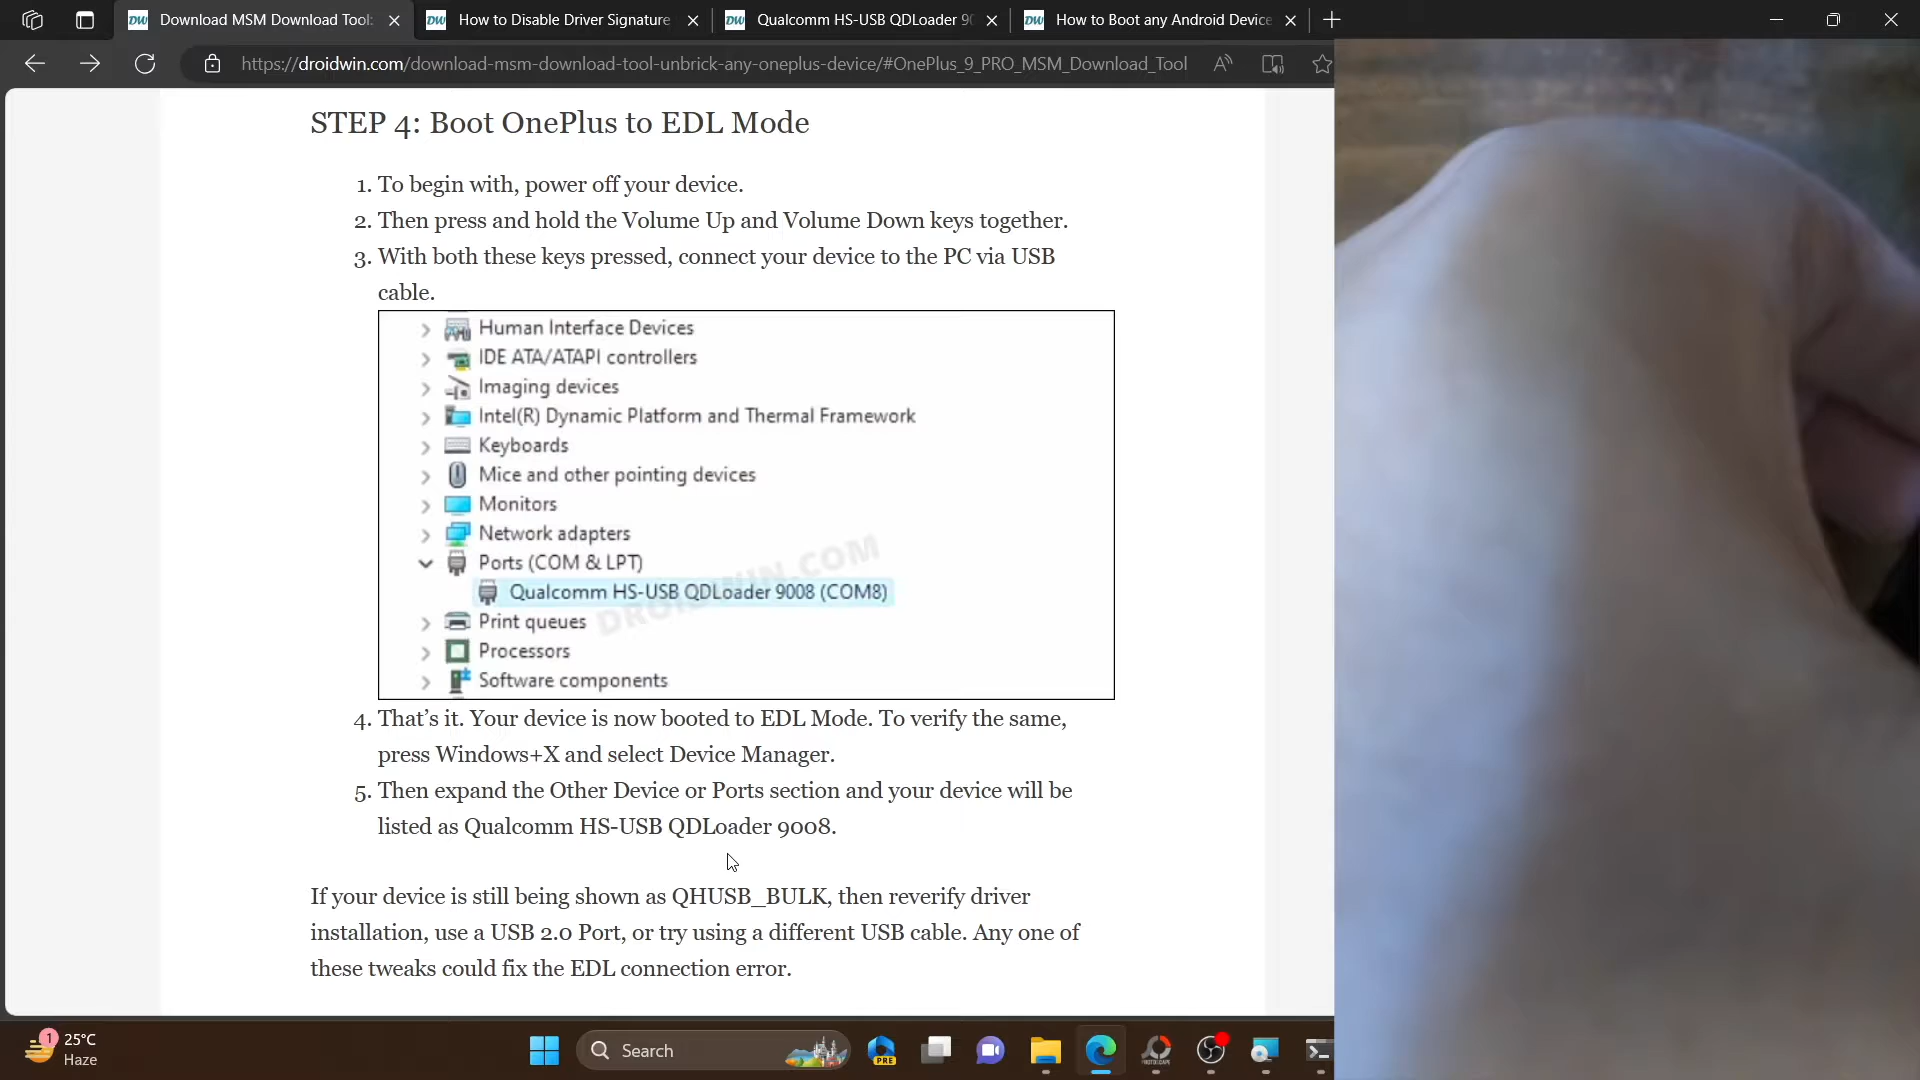 Download MSM Download Tool:
How to Disable Driver Signature
Qualcomm HS-USB QDLoader 90
How to Boot any Android Device
https://droidwin.com/download-msm-download-tool-unbrick-any-oneplus-device/#OnePlus_9_PRO_MSM_Download_Tool
STEP 4: Boot OnePlus to EDL Mode
1. To begin with, power off your device.
2. Then press and hold the Volume Up and Volume Down keys together.
3. With both these keys pressed, connect your device to the PC via USB
cable.
Human Interface Devices
IDE ATA/ATAPI controllers
Imaging devices
Intel(R) Dynamic Platform and Thermal Framework
Keyboards
Mice and other pointing devices
Monitors
Network adapters
Ports (COM & LPT)
Qualcomm HS-USB QDLoader 9008 (COM8)
Print queues
Processors
Software components
DROIDWIN.COM
4. That’s it. Your device is now booted to EDL Mode. To verify the same,
press Windows+X and select Device Manager.
5. Then expand the Other Device or Ports section and your device will be
listed as Qualcomm HS-USB QDLoader 9008.
If your device is still being shown as QHUSB_BULK, then reverify driver
installation, use a USB 2.0 Port, or try using a different USB cable. Any one of
these tweaks could fix the EDL connection error.
1
25°C
Haze
Search
PRE